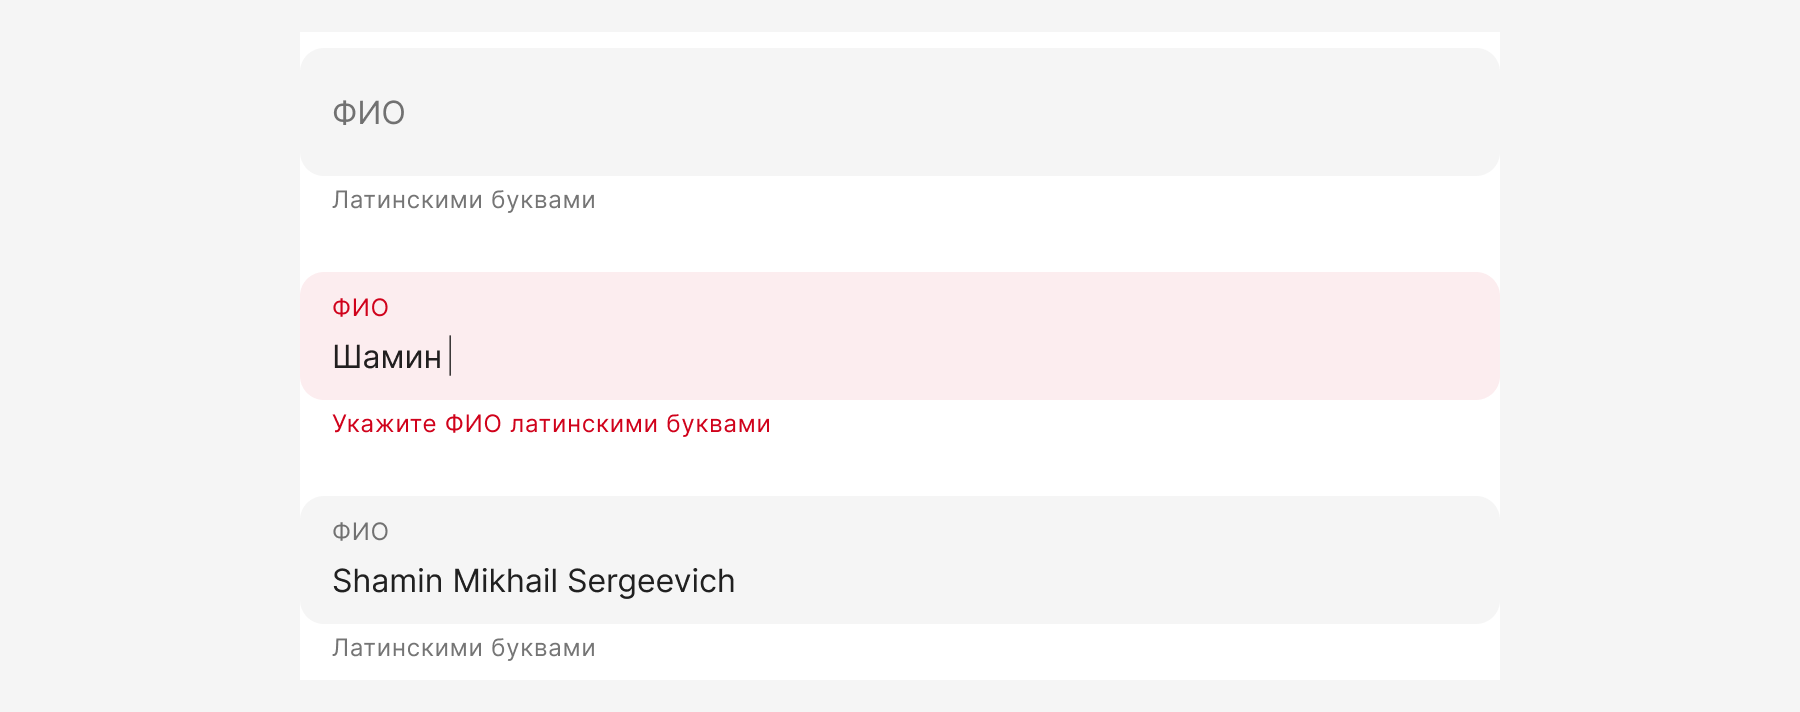 ФИО
Латинскими буквами
ФИО
Шамин
Укажите ФИО латинскими буквами
ФИО
Shamin Mikhail Sergeevich
Латинскими буквами